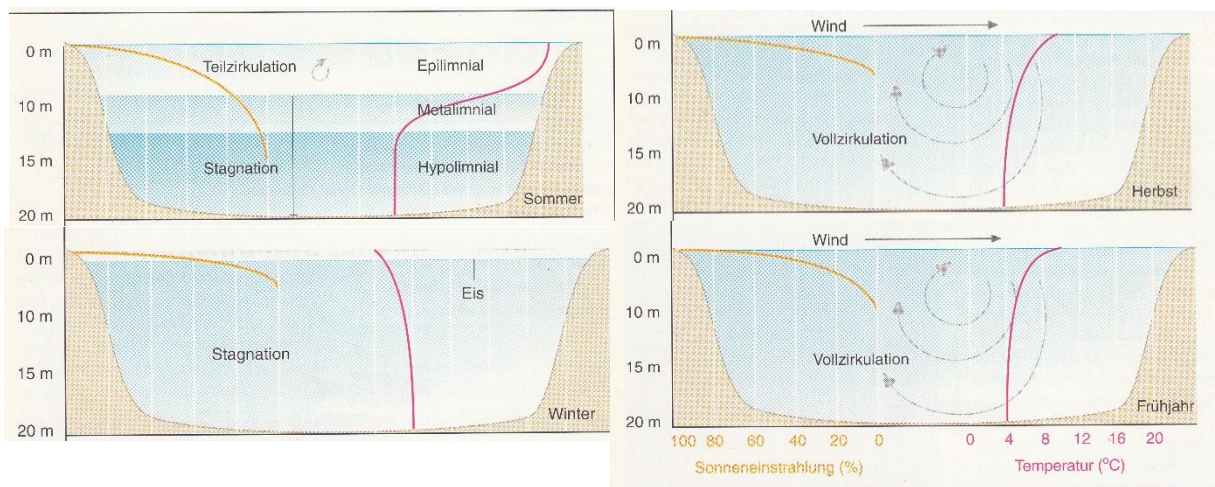 0 m
Teilzirkulation Epilimnial
10 m
Metalimnial
15 m
Stagnation Hypolimnial
Sommer
20 m
Wind
0 m
10 m
Vollzirkulation
15 m
Herbst
20 m
0 m
Eis
10 m
15 m
Stagnation
Winter
20 m
Wind
0 m
10 m
15 m
Vollzirkulation
Frühjahr
20 m
100 80 60 40 20 0 0 4 8 12 -16 20
Sonneneinstrahlung (%) Temperatur (°C)